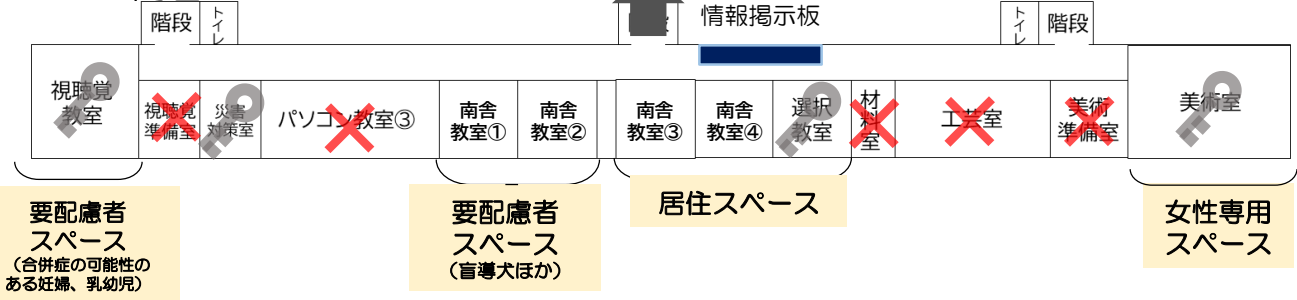 階段
トイレ
情報掲示板
トイレ
階段
視聴覚
教室
視聴覚
準備室
災害
対策室
パソコン教室③
南舎
教室①
南舎
教室②
南舎
教室③
南舎
教室④
選択
教室
材料室
工芸室
美術
準備室
美術室
要配慮者
スペース
(合併症の可能性の
ある妊婦、乳幼児)
要配慮者
スペース
(盲導犬ほか)
居住スペース
女性専用
スペース